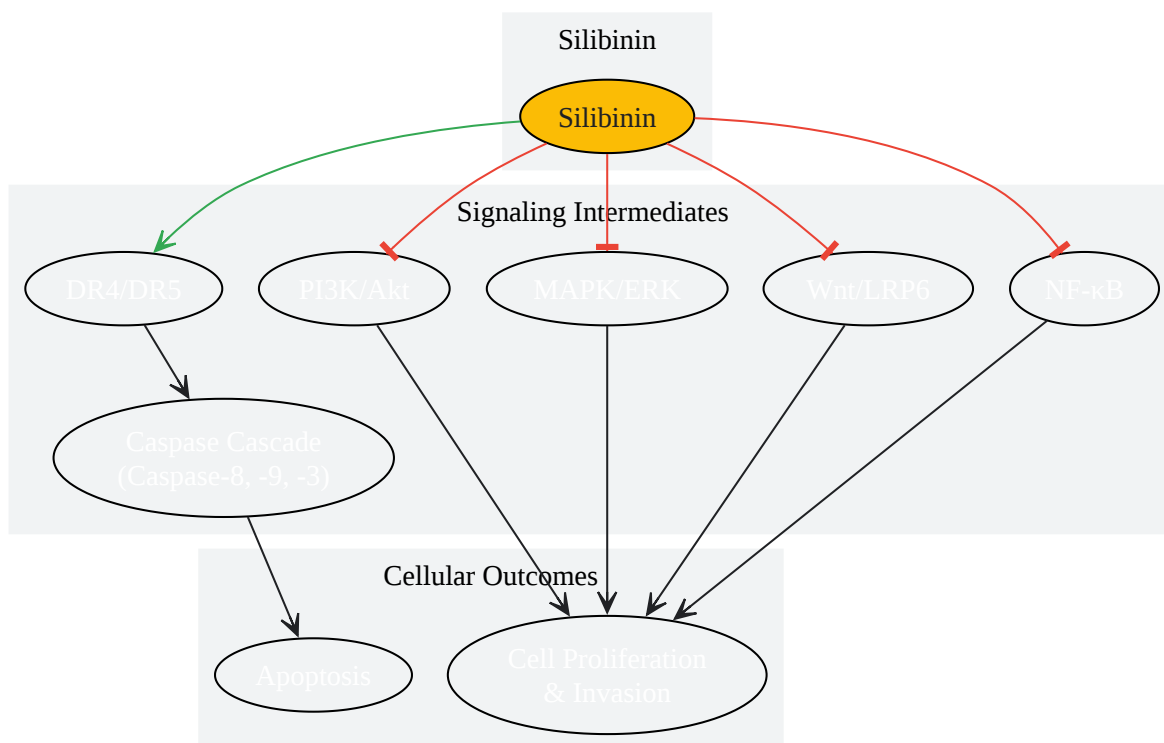 Silibinin
Silibinin
Signaling Intermediates
DR4/DR5
PI3K/Akt
MAPK/ERK
Wnt/LRP6
NF-κB
Caspase Cascade
(Caspase-8, -9, -3)
Cellular Outcomes
Apoptosis
Cell Proliferation
& Invasion